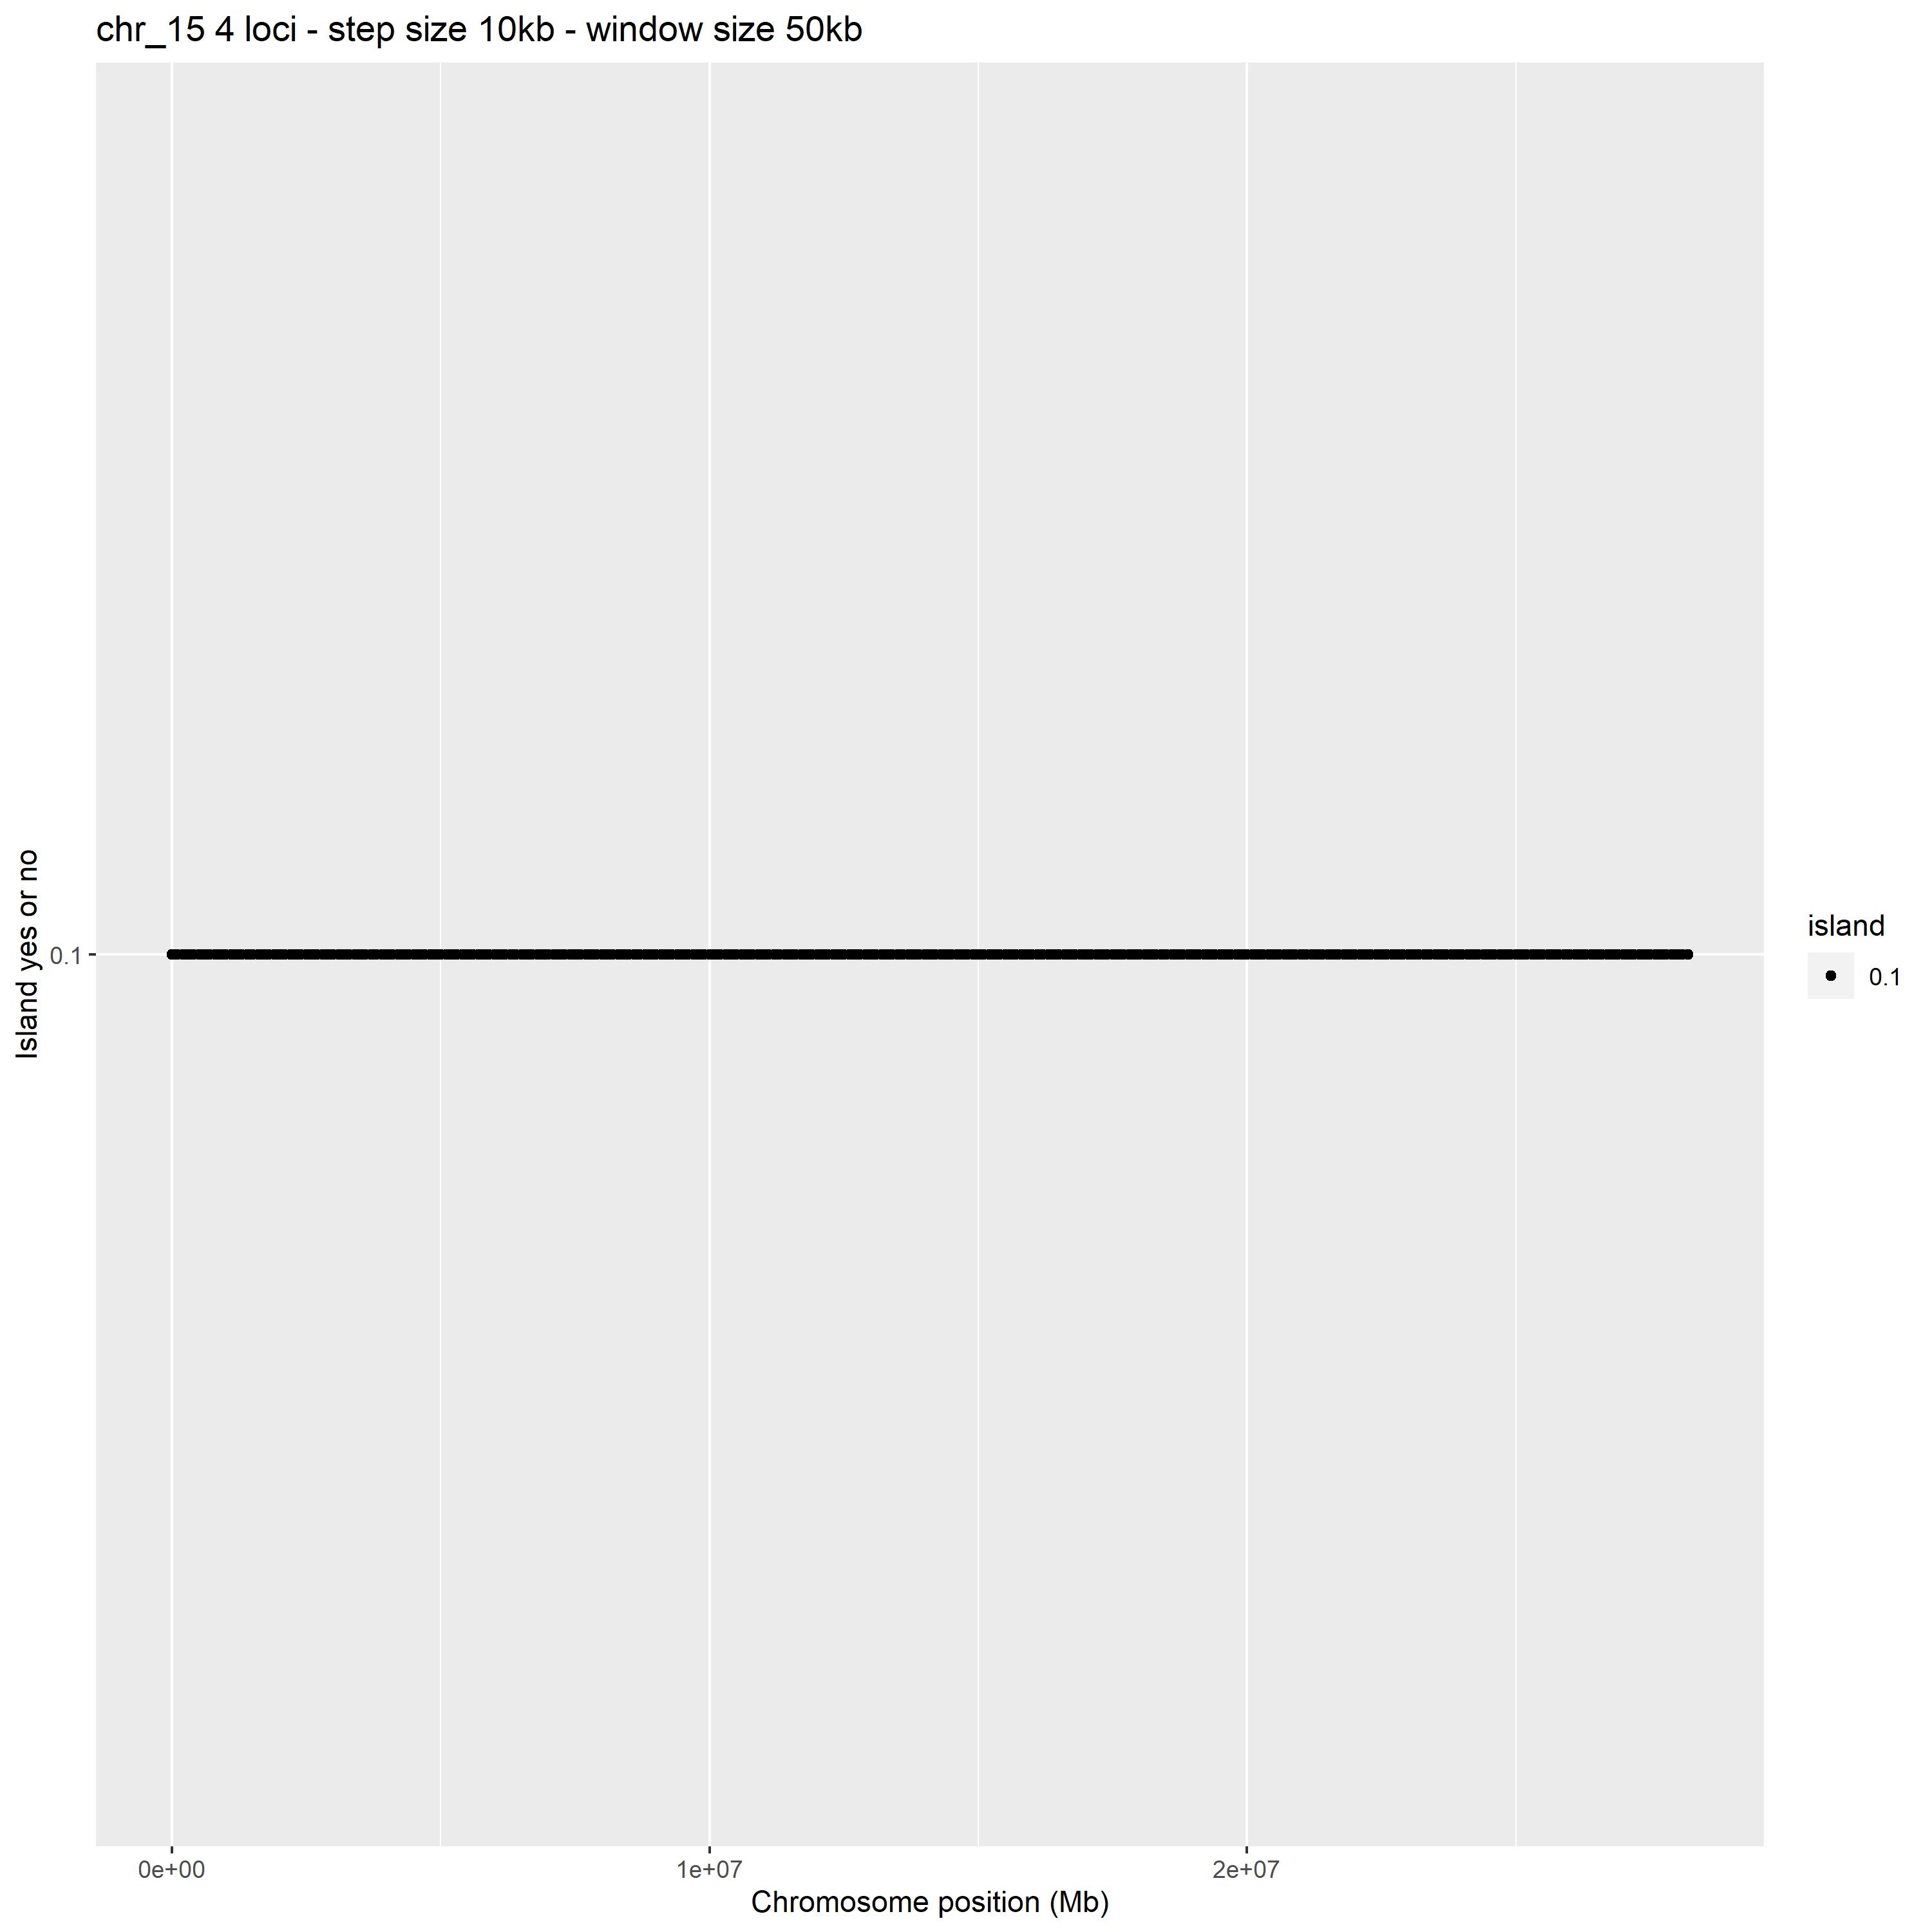 chr_15 4 loci - step size 10kb - window size 50kb
Island yes or no
0.1
island
0.1
0e+00
1e+07
2e+07
Chromosome position (Mb)